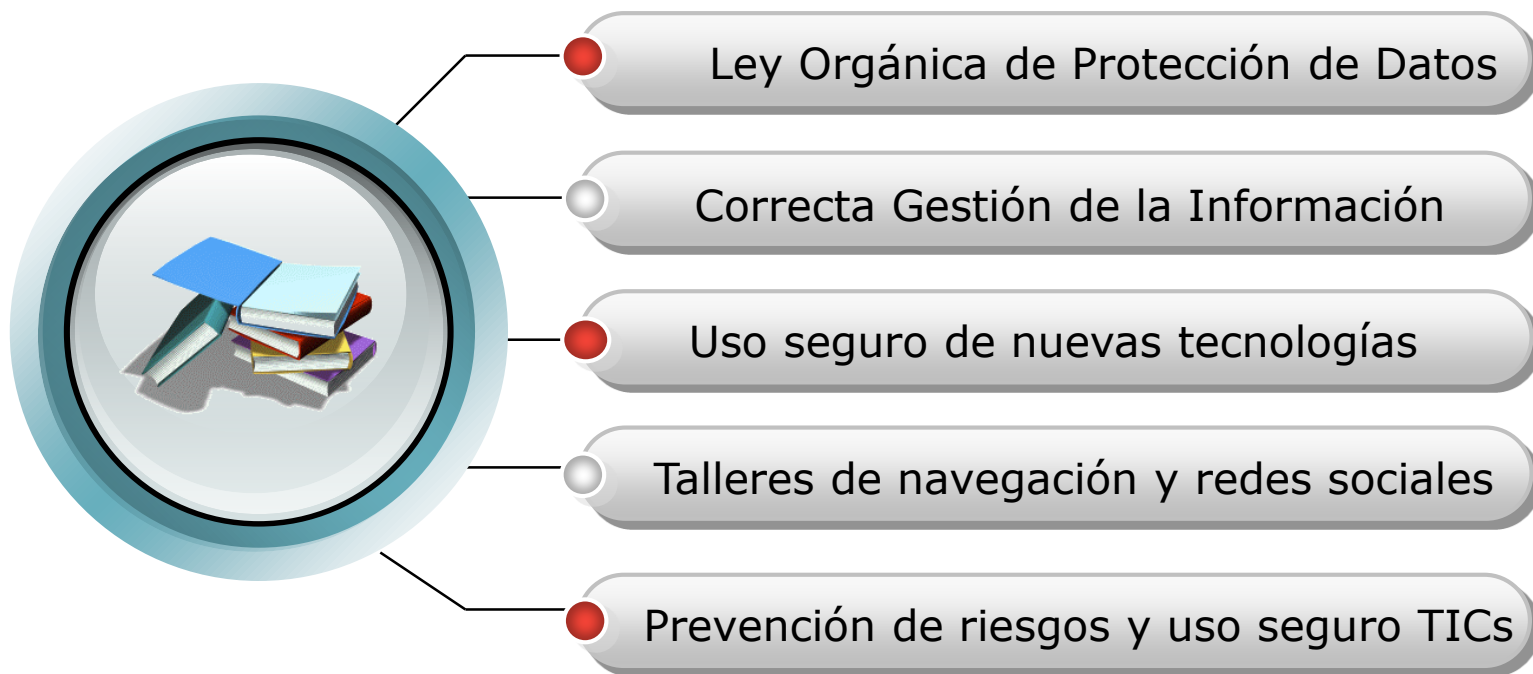 Ley Orgánica de Protección de Datos
Correcta Gestión de la Información
Uso seguro de nuevas tecnologías
Talleres de navegación y redes sociales
Prevención de riesgos y uso seguro TICs